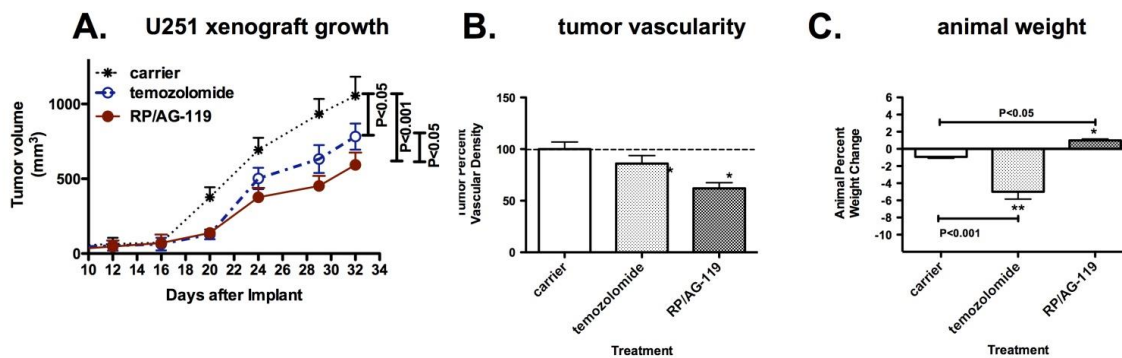 A. U251 xenograft growth
carrier
temozolomide
RP/AG-119
Tumor volume
(mm³)
1000
500
0
10 12 14 16 18 20 22 24 26 28 30 32 34
Days after Implant
P<0.05
P<0.001
P<0.05
B. tumor vascularity
Tumor Percent
Vascular Density
150
100
50
0
*
*
carrier
temozolomide
RP/AG-119
Treatment
C. animal weight
Animal Percent
Weight Change
6
4
2
0
-2
-4
-6
-8
-10
P<0.05
*
**
P<0.001
carrier
temozolomide
RP/AG-119
Treatment